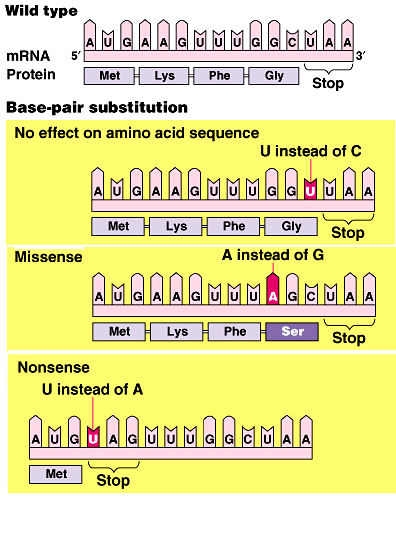 Wild type
A U G A A G U U U G G C U A A
mRNA 5′ 3′
Protein Met Lys Phe Gly Stop
Base-pair substitution
No effect on amino acid sequence
U instead of C
A U G A A G U U U G G U U A A
Met Lys Phe Gly Stop
Missense A instead of G
A U G A A G U U U A G C U A A
Met Lys Phe Ser Stop
Nonsense
U instead of A
A U G U A G U U U G G C U A A
Met Stop